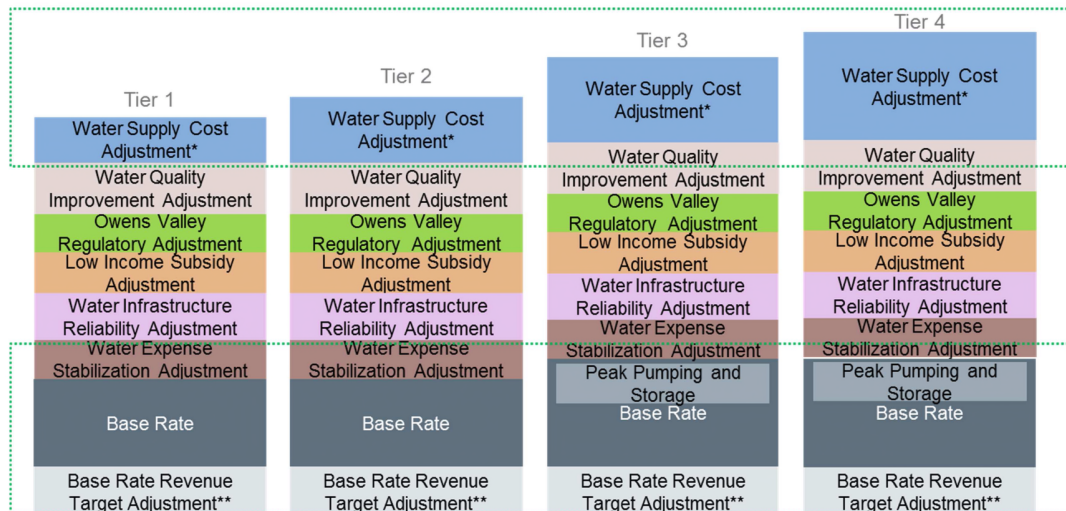 Tier 1
Water Supply Cost
Adjustment*
Water Quality
Improvement Adjustment
Owens Valley
Regulatory Adjustment
Low Income Subsidy
Adjustment
Water Infrastructure
Reliability Adjustment
Water Expense
Stabilization Adjustment
Base Rate
Base Rate Revenue
Target Adjustment**
Tier 2
Water Supply Cost
Adjustment*
Water Quality
Improvement Adjustment
Owens Valley
Regulatory Adjustment
Low Income Subsidy
Adjustment
Water Infrastructure
Reliability Adjustment
Water Expense
Stabilization Adjustment
Base Rate
Base Rate Revenue
Target Adjustment**
Tier 3
Water Supply Cost
Adjustment*
Water Quality
Improvement Adjustment
Owens Valley
Regulatory Adjustment
Low Income Subsidy
Adjustment
Water Infrastructure
Reliability Adjustment
Water Expense
Stabilization Adjustment
Peak Pumping and
Storage
Base Rate
Base Rate Revenue
Target Adjustment**
Tier 4
Water Supply Cost
Adjustment*
Water Quality
Improvement Adjustment
Owens Valley
Regulatory Adjustment
Low Income Subsidy
Adjustment
Water Infrastructure
Reliability Adjustment
Water Expense
Stabilization Adjustment
Peak Pumping and
Storage
Base Rate
Base Rate Revenue
Target Adjustment**